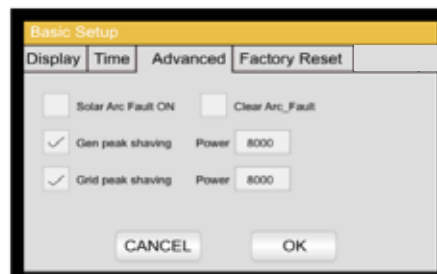 Basic Setup
Display Time Advanced Factory Reset
Solar Arc Fault ON Clear Arc_Fault
Gen peak shaving Power 8000
Grid peak shaving Power 8000
CANCEL OK